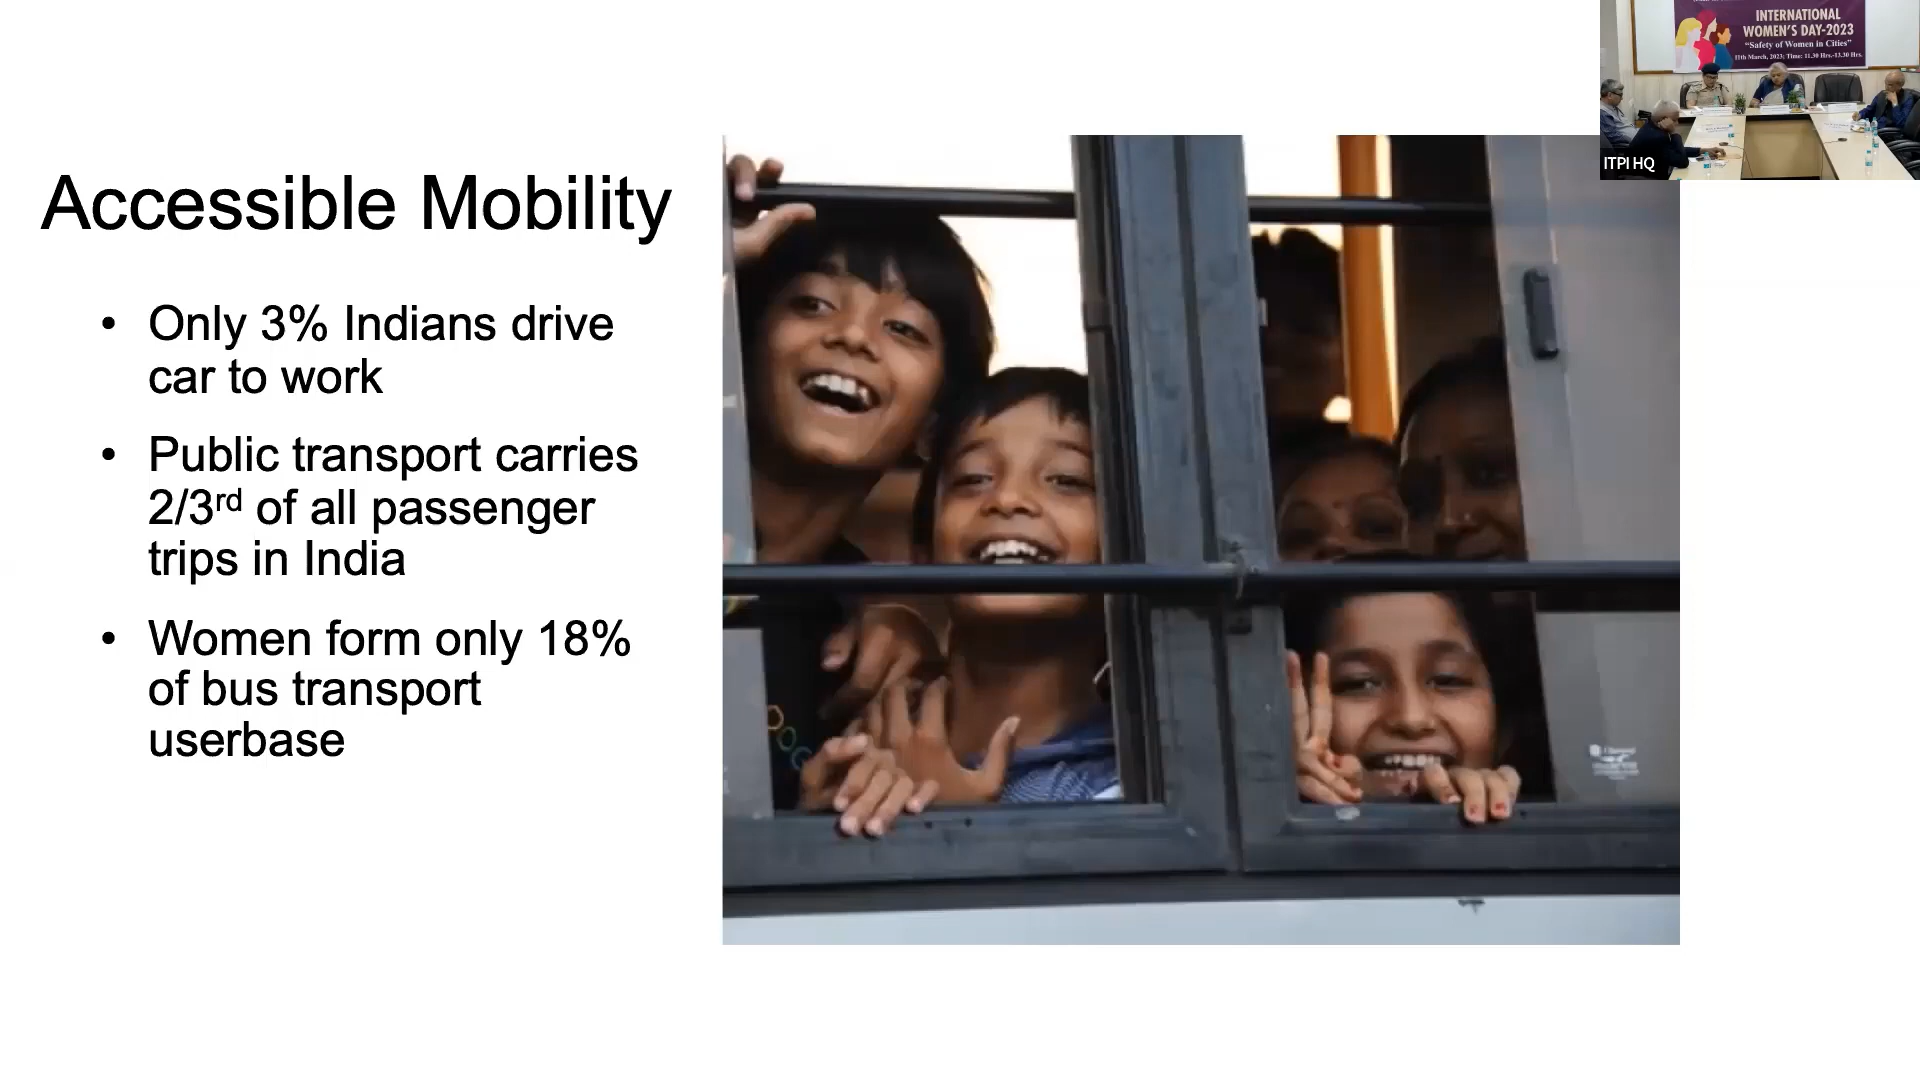 INTERNATIONAL
WOMEN'S DAY-2023
"Safety of Women in Cities"
11th March, 2023; Time: 11.30 Hrs.-13.30 Hrs.
ITPI HQ
Accessible Mobility
• Only 3% Indians drive
car to work
• Public transport carries
2/3rd of all passenger
trips in India
• Women form only 18%
of bus transport
userbase